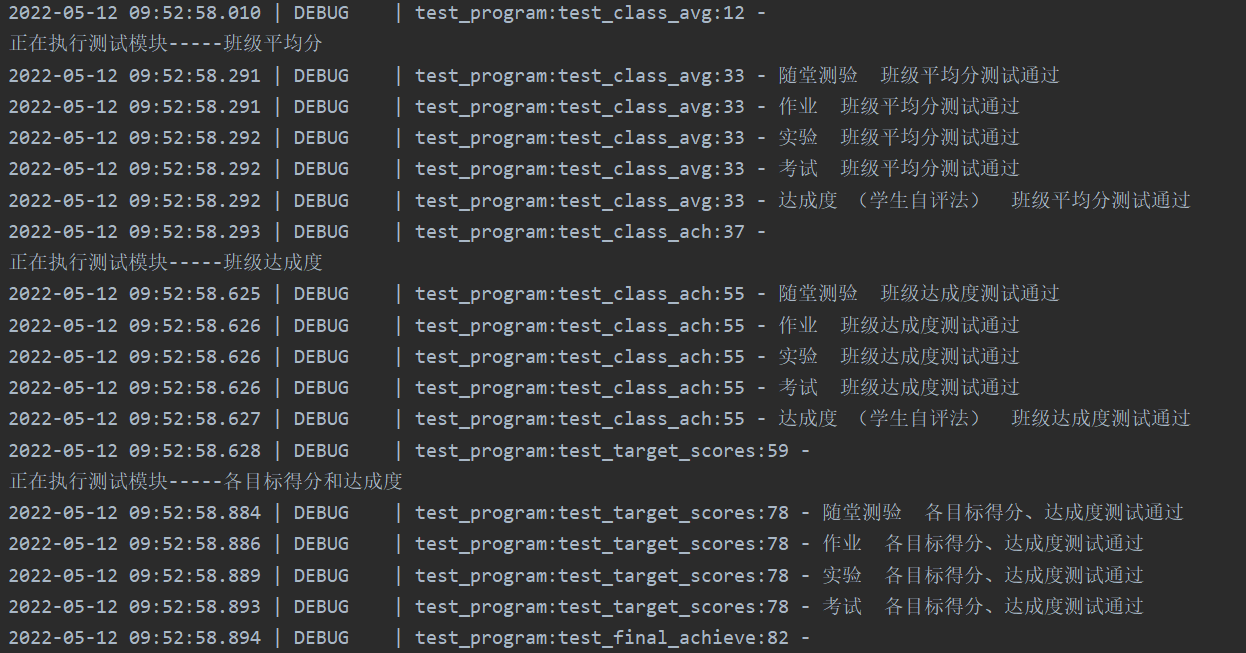 2022-05-12 09:52:58.010 | DEBUG    | test_program:test_class_avg:12 -
正在执行测试模块-----班级平均分
2022-05-12 09:52:58.291 | DEBUG    | test_program:test_class_avg:33 - 随堂测验  班级平均分测试通过
2022-05-12 09:52:58.291 | DEBUG    | test_program:test_class_avg:33 - 作业  班级平均分测试通过
2022-05-12 09:52:58.292 | DEBUG    | test_program:test_class_avg:33 - 实验  班级平均分测试通过
2022-05-12 09:52:58.292 | DEBUG    | test_program:test_class_avg:33 - 考试  班级平均分测试通过
2022-05-12 09:52:58.292 | DEBUG    | test_program:test_class_avg:33 - 达成度 （学生自评法）  班级平均分测试通过
2022-05-12 09:52:58.293 | DEBUG    | test_program:test_class_ach:37 -
正在执行测试模块-----班级达成度
2022-05-12 09:52:58.625 | DEBUG    | test_program:test_class_ach:55 - 随堂测验  班级达成度测试通过
2022-05-12 09:52:58.626 | DEBUG    | test_program:test_class_ach:55 - 作业  班级达成度测试通过
2022-05-12 09:52:58.626 | DEBUG    | test_program:test_class_ach:55 - 实验  班级达成度测试通过
2022-05-12 09:52:58.626 | DEBUG    | test_program:test_class_ach:55 - 考试  班级达成度测试通过
2022-05-12 09:52:58.627 | DEBUG    | test_program:test_class_ach:55 - 达成度 （学生自评法）  班级达成度测试通过
2022-05-12 09:52:58.628 | DEBUG    | test_program:test_target_scores:59 -
正在执行测试模块-----各目标得分和达成度
2022-05-12 09:52:58.884 | DEBUG    | test_program:test_target_scores:78 - 随堂测验  各目标得分、达成度测试通过
2022-05-12 09:52:58.886 | DEBUG    | test_program:test_target_scores:78 - 作业  各目标得分、达成度测试通过
2022-05-12 09:52:58.889 | DEBUG    | test_program:test_target_scores:78 - 实验  各目标得分、达成度测试通过
2022-05-12 09:52:58.893 | DEBUG    | test_program:test_target_scores:78 - 考试  各目标得分、达成度测试通过
2022-05-12 09:52:58.894 | DEBUG    | test_program:test_final_achieve:82 -